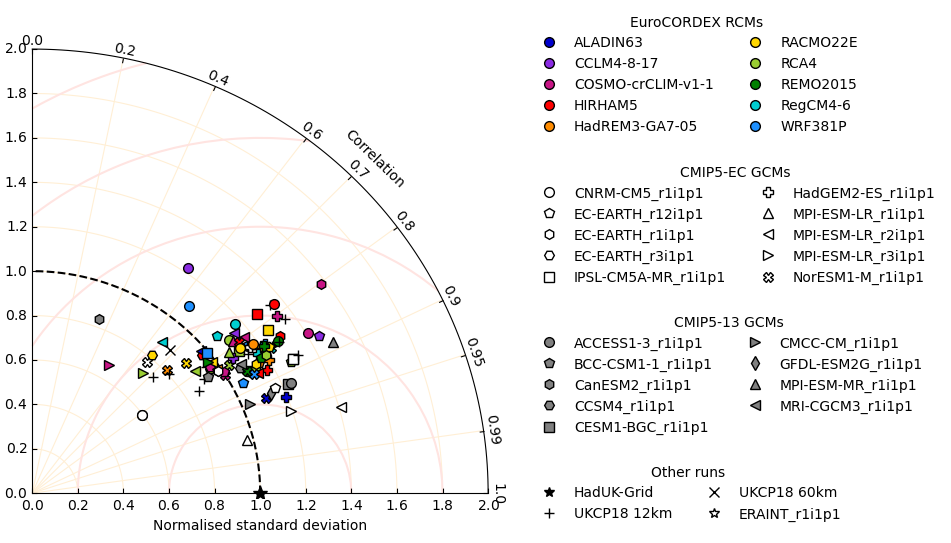 EuroCORDEX RCMs
ALADIN63
RACMO22E
CCLM4-8-17
RCA4
COSMO-crCLIM-v1-1
REMO2015
HIRHAM5
RegCM4-6
HadREM3-GA7-05
WRF381P
CMIP5-EC GCMs
CNRM-CM5_r1i1p1
HadGEM2-ES_r1i1p1
EC-EARTH_r12i1p1
MPI-ESM-LR_r1i1p1
EC-EARTH_r1i1p1
MPI-ESM-LR_r2i1p1
EC-EARTH_r3i1p1
MPI-ESM-LR_r3i1p1
IPSL-CM5A-MR_r1i1p1
NorESM1-M_r1i1p1
CMIP5-13 GCMs
ACCESS1-3_r1i1p1
CMCC-CM_r1i1p1
BCC-CSM1-1_r1i1p1
GFDL-ESM2G_r1i1p1
CanESM2_r1i1p1
MPI-ESM-MR_r1i1p1
CCSM4_r1i1p1
MRI-CGCM3_r1i1p1
CESM1-BGC_r1i1p1
Other runs
HadUK-Grid
UKCP18 60km
UKCP18 12km
ERAINT_r1i1p1
0.0
0.2
0.4
0.6
Correlation
0.7
0.8
0.9
0.95
0.99
1.0
2.0
1.8
1.6
1.4
1.2
1.0
0.8
0.6
0.4
0.2
0.0
0.0 0.2 0.4 0.6 0.8 1.0 1.2 1.4 1.6 1.8 2.0
Normalised standard deviation